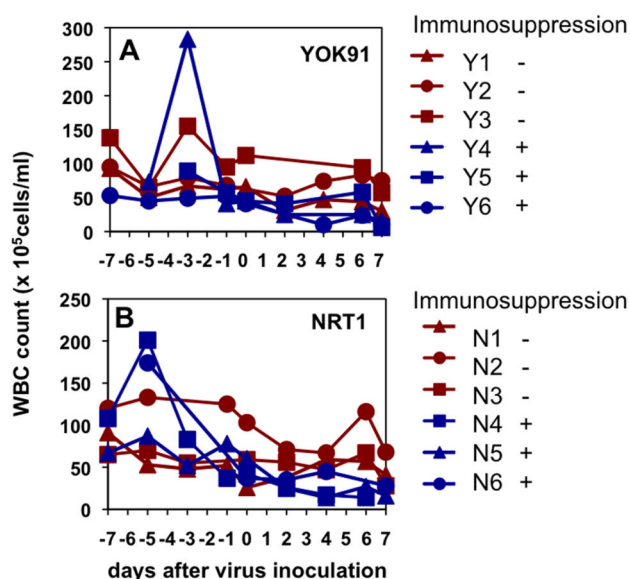 Immunosuppression
A
YOK91
300
250
200
150
100
50
0
Y1 -
Y2 -
Y3 -
Y4 +
Y5 +
Y6 +
-7 -6 -5 -4 -3 -2 -1 0 1 2 3 4 5 6 7
WBC count (x 10⁵cells/ml)
Immunosuppression
B
NRT1
250
200
150
100
50
0
N1 -
N2 -
N3 -
N4 +
N5 +
N6 +
-7 -6 -5 -4 -3 -2 -1 0 1 2 3 4 5 6 7
days after virus inoculation